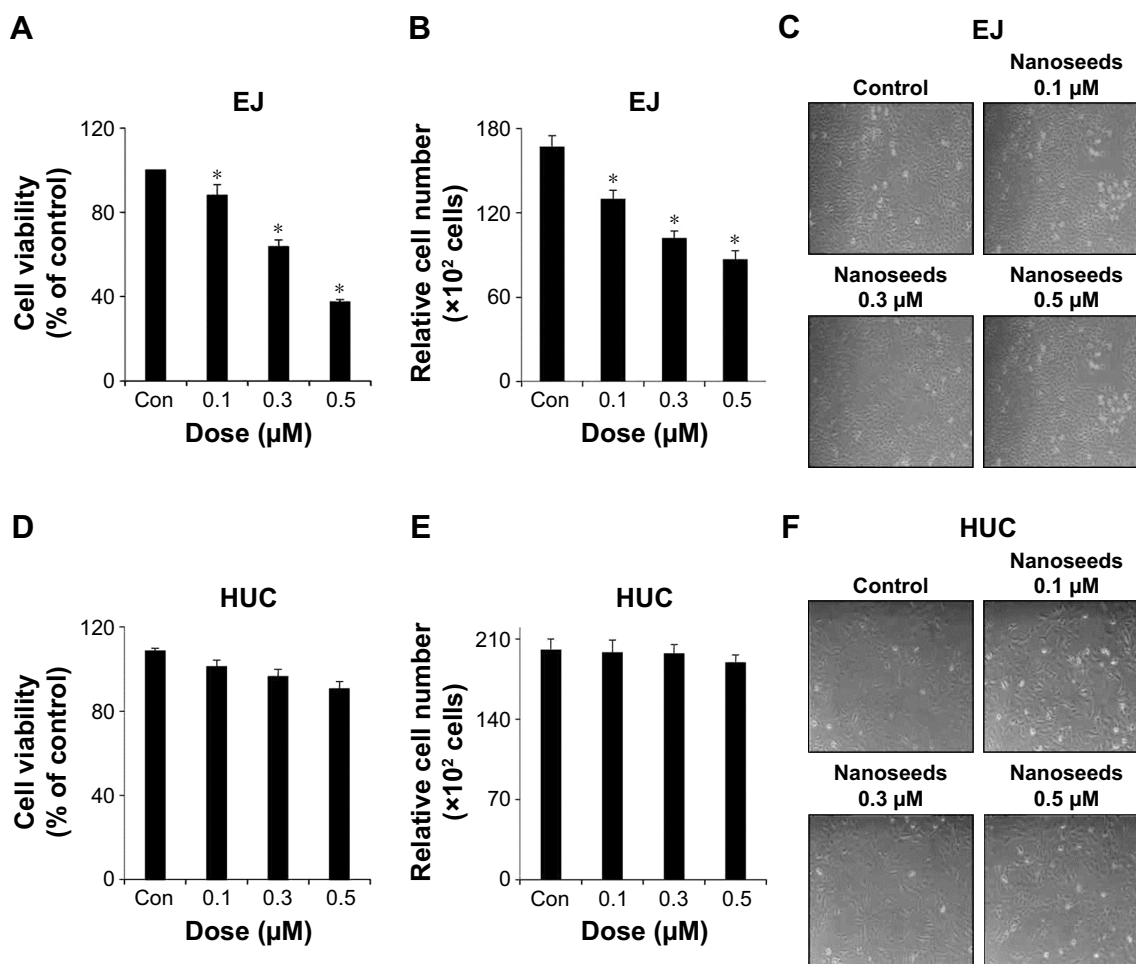 A
EJ
Cell viability
(% of control)
120
80
40
0
*
*
*
Con 0.1 0.3 0.5
Dose (µM)
B
EJ
Relative cell number
(×10² cells)
180
120
60
0
*
*
*
Con 0.1 0.3 0.5
Dose (µM)
C
EJ
Control
Nanoseeds
0.1 µM
Nanoseeds
0.3 µM
Nanoseeds
0.5 µM
D
HUC
Cell viability
(% of control)
120
80
40
0
Con 0.1 0.3 0.5
Dose (µM)
E
HUC
Relative cell number
(×10² cells)
210
140
70
0
Con 0.1 0.3 0.5
Dose (µM)
F
HUC
Control
Nanoseeds
0.1 µM
Nanoseeds
0.3 µM
Nanoseeds
0.5 µM